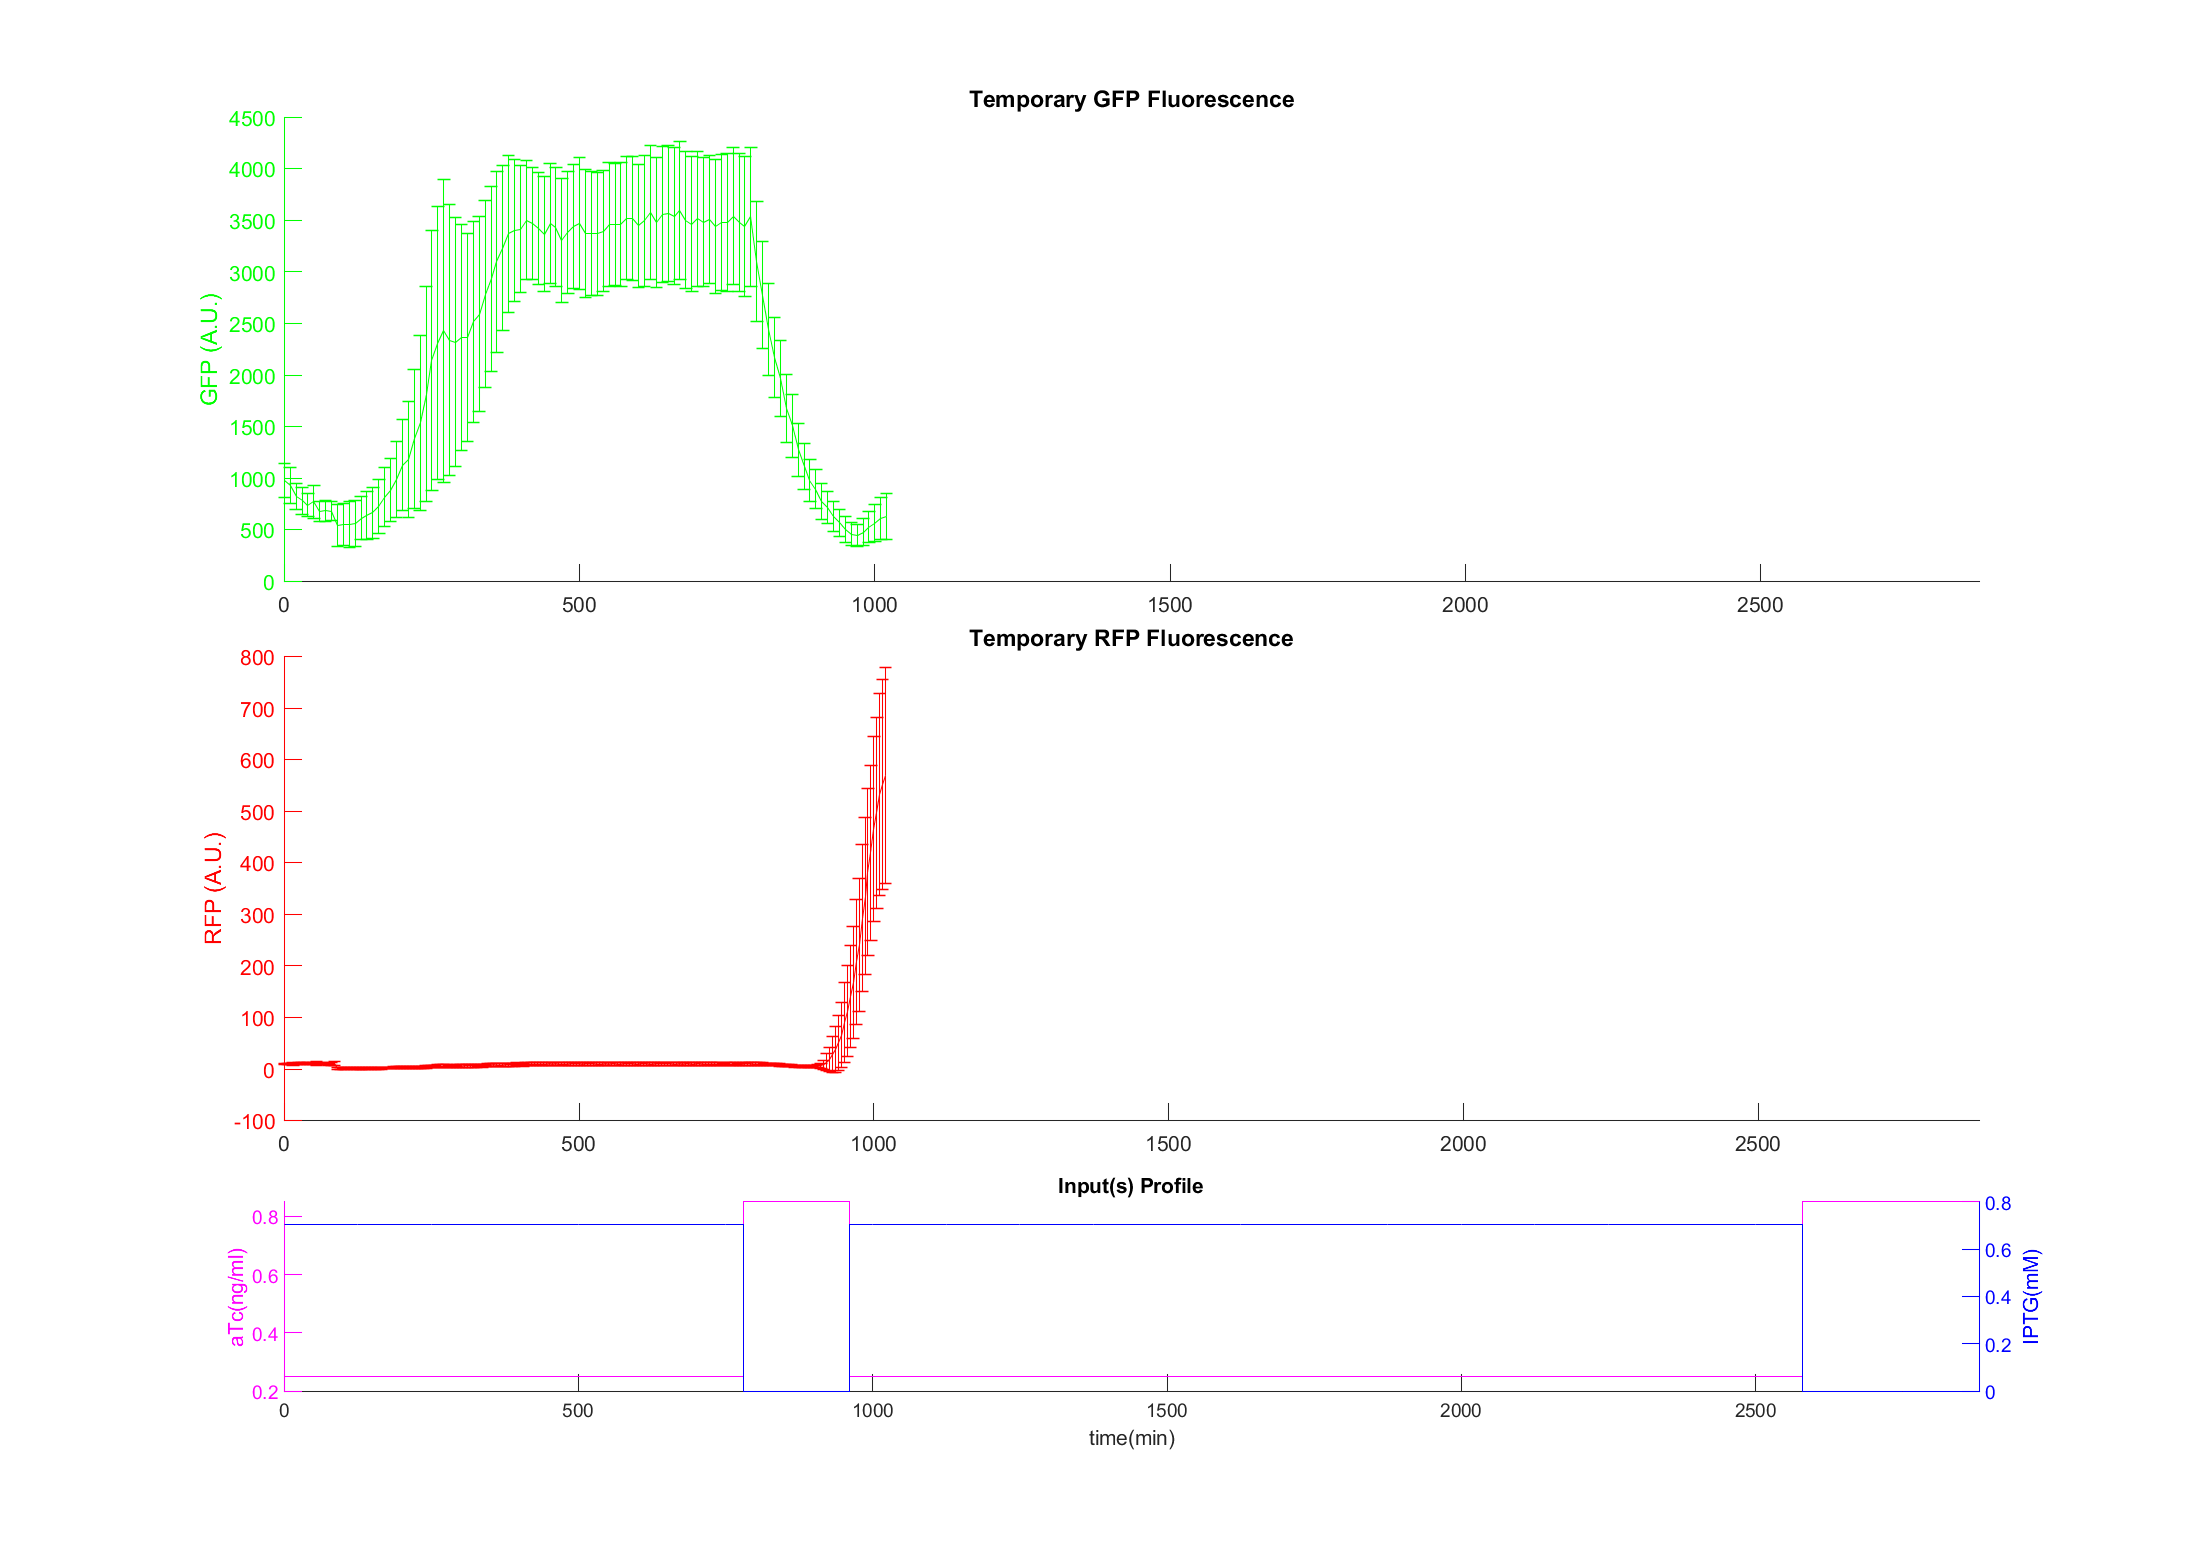 Temporary GFP Fluorescence
4500
4000
3500
3000
2500
2000
1500
1000
500
0
GFP (A.U.)
0 500 1000 1500 2000 2500
Temporary RFP Fluorescence
800
700
600
500
400
300
200
100
0
-100
RFP (A.U.)
0 500 1000 1500 2000 2500
Input(s) Profile
0.8
0.6
0.4
0.2
aTc(ng/ml)
0.8
0.6
0.4
0.2
0
IPTG(mM)
0 500 1000 1500 2000 2500
time(min)